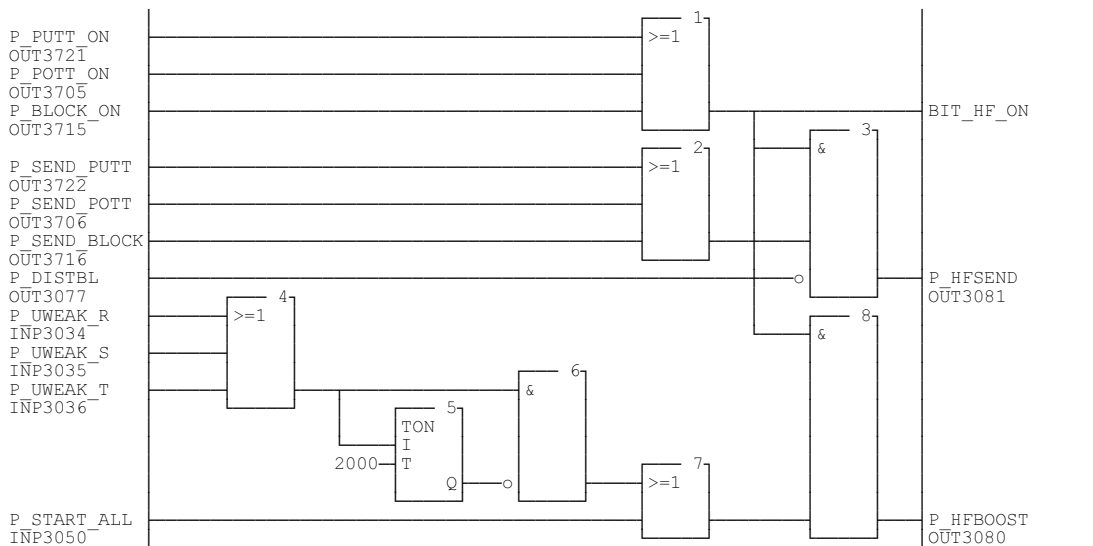 1
P_PUTT_ON
>=1
OUT3721
P_POTT_ON
OUT3705
P_BLOCK_ON
BIT_HF_ON
OUT3715
3
2
&
P_SEND_PUTT
>=1
OUT3722
P_SEND_POTT
OUT3706
P_SEND_BLOCK
OUT3716
P_DISTBL
P_HFSEND
OUT3077
4
OUT3081
P_UWEAK_R
>=1
8
INP3034
&
P_UWEAK_S
INP3035
6
P_UWEAK_T
&
INP3036
5
TON
I
2000
T
7
Q
>=1
P_START_ALL
P_HFBOOST
INP3050
OUT3080